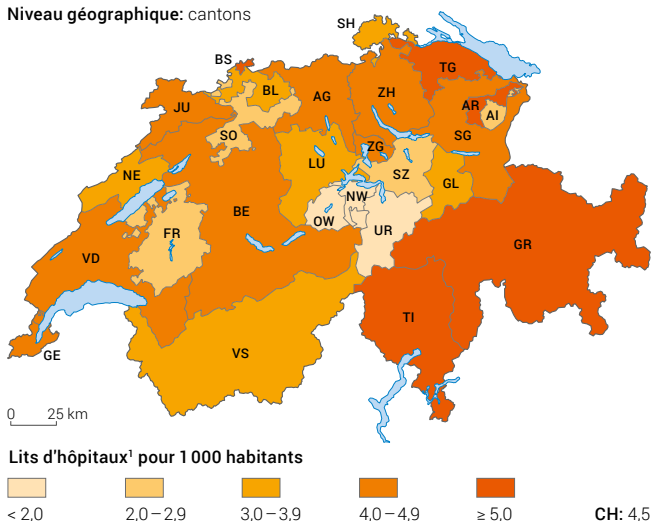 Niveau géographique: cantons
SH
BS
TG
BL
AG
ZH
JU
AR
AI
SO
SG
ZG
NE
LU
SZ
GL
NW
BE
OW
FR
UR
GR
VD
TI
VS
GE
0 25 km
Lits d’hôpitaux¹ pour 1000 habitants
< 2,0 2,0–2,9 3,0–3,9 4,0–4,9 ≥ 5,0 CH: 4,5